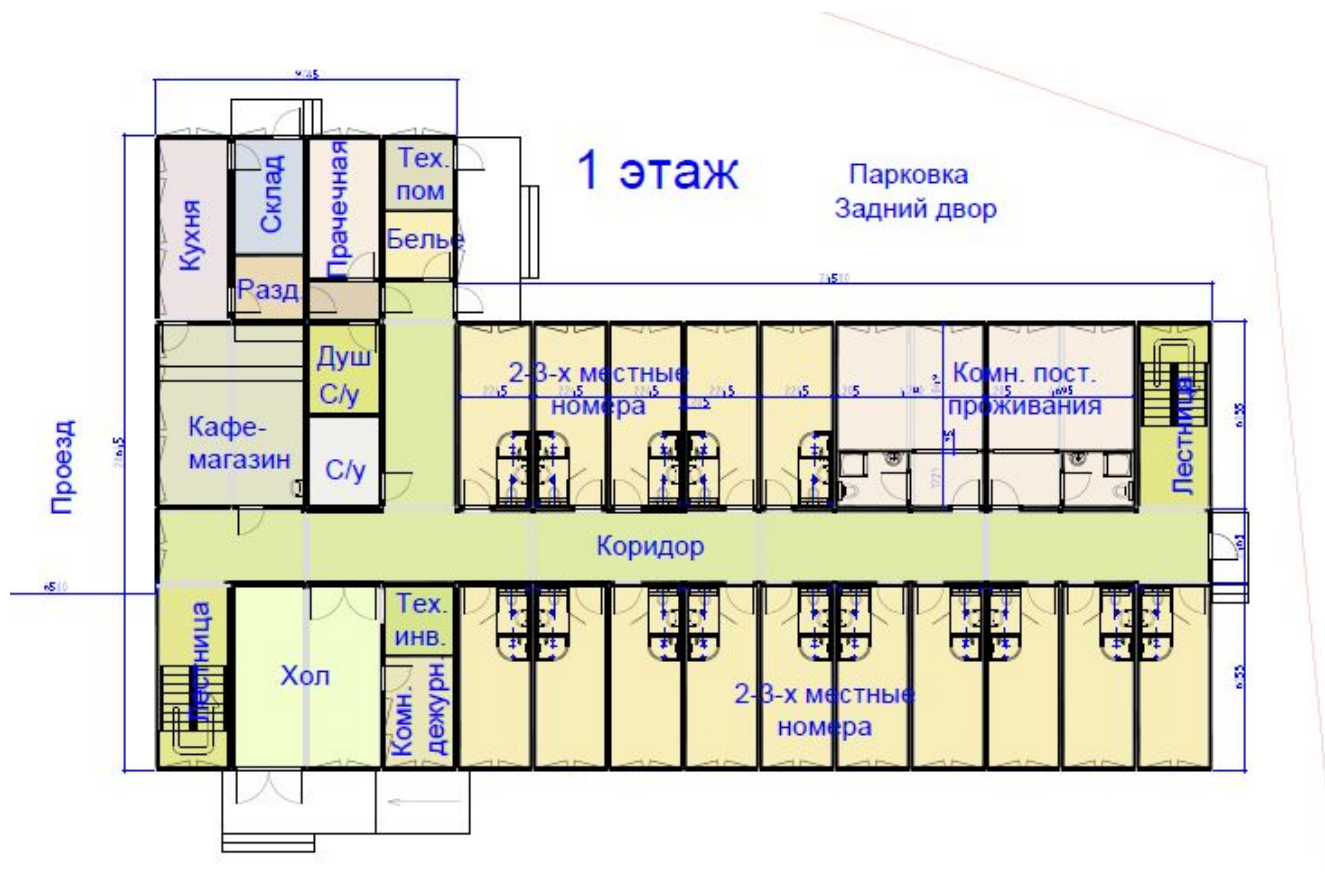 1 этаж
Парковка
Задний двор
Кухня
Склад
Прачечная
Тех.
пом
Белье
Разд.
Душ
С/у
С/у
Кафе-
магазин
Проезд
2-3-х местные
номера
Комн. пост.
проживания
Лестница
Коридор
Лестница
Хол
Тех.
инв.
Комн.
дежурн.
2-3-х местные
номера